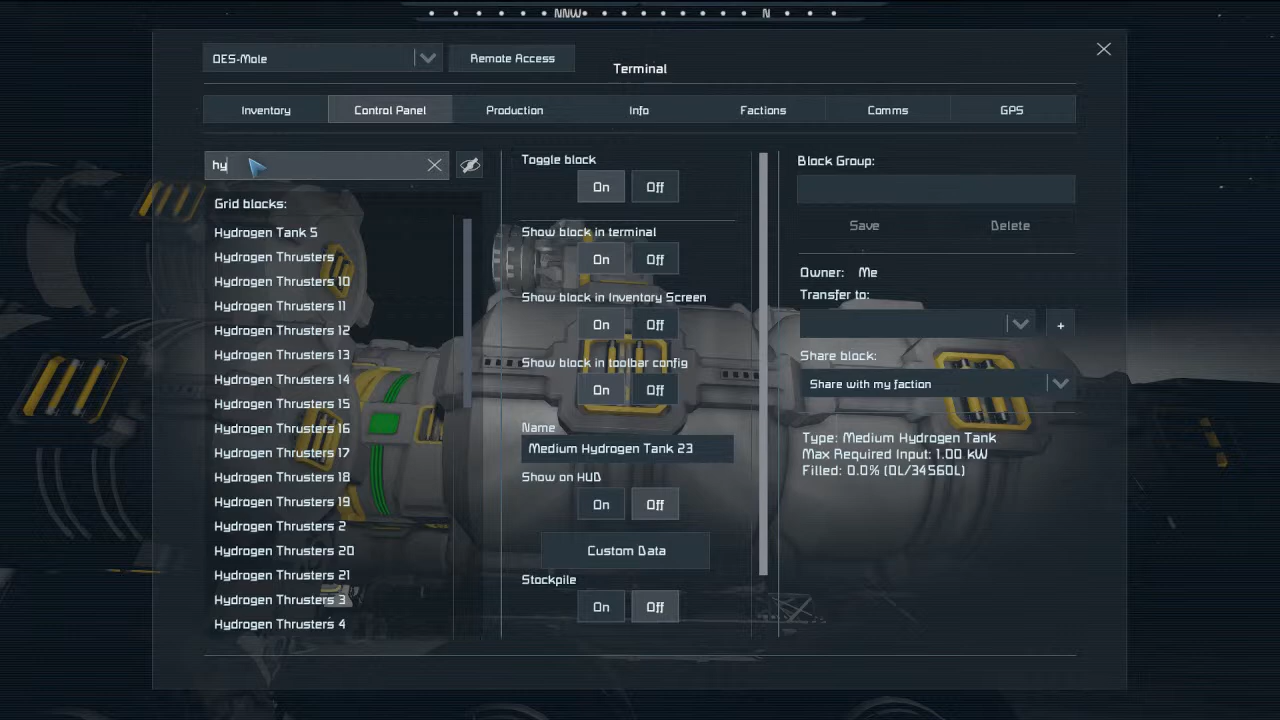 NNW
N
OES-Mole
Remote Access
Terminal
Inventory
Control Panel
Production
Info
Factions
Comms
GPS
hy
Grid blocks:
Hydrogen Tank 5
Hydrogen Thrusters
Hydrogen Thrusters 10
Hydrogen Thrusters 11
Hydrogen Thrusters 12
Hydrogen Thrusters 13
Hydrogen Thrusters 14
Hydrogen Thrusters 15
Hydrogen Thrusters 16
Hydrogen Thrusters 17
Hydrogen Thrusters 18
Hydrogen Thrusters 19
Hydrogen Thrusters 2
Hydrogen Thrusters 20
Hydrogen Thrusters 21
Hydrogen Thrusters 3
Hydrogen Thrusters 4
Toggle block
On Off
Show block in terminal
On Off
Show block in Inventory Screen
On Off
Show block in toolbar config
On Off
Name
Medium Hydrogen Tank 23
Show on HUD
On Off
Custom Data
Stockpile
On Off
Block Group:
Save Delete
Owner: Me
Transfer to:
+
Share block:
Share with my faction
Type: Medium Hydrogen Tank
Max Required Input: 1.00 kW
Filled: 0.0% (0L/34560L)